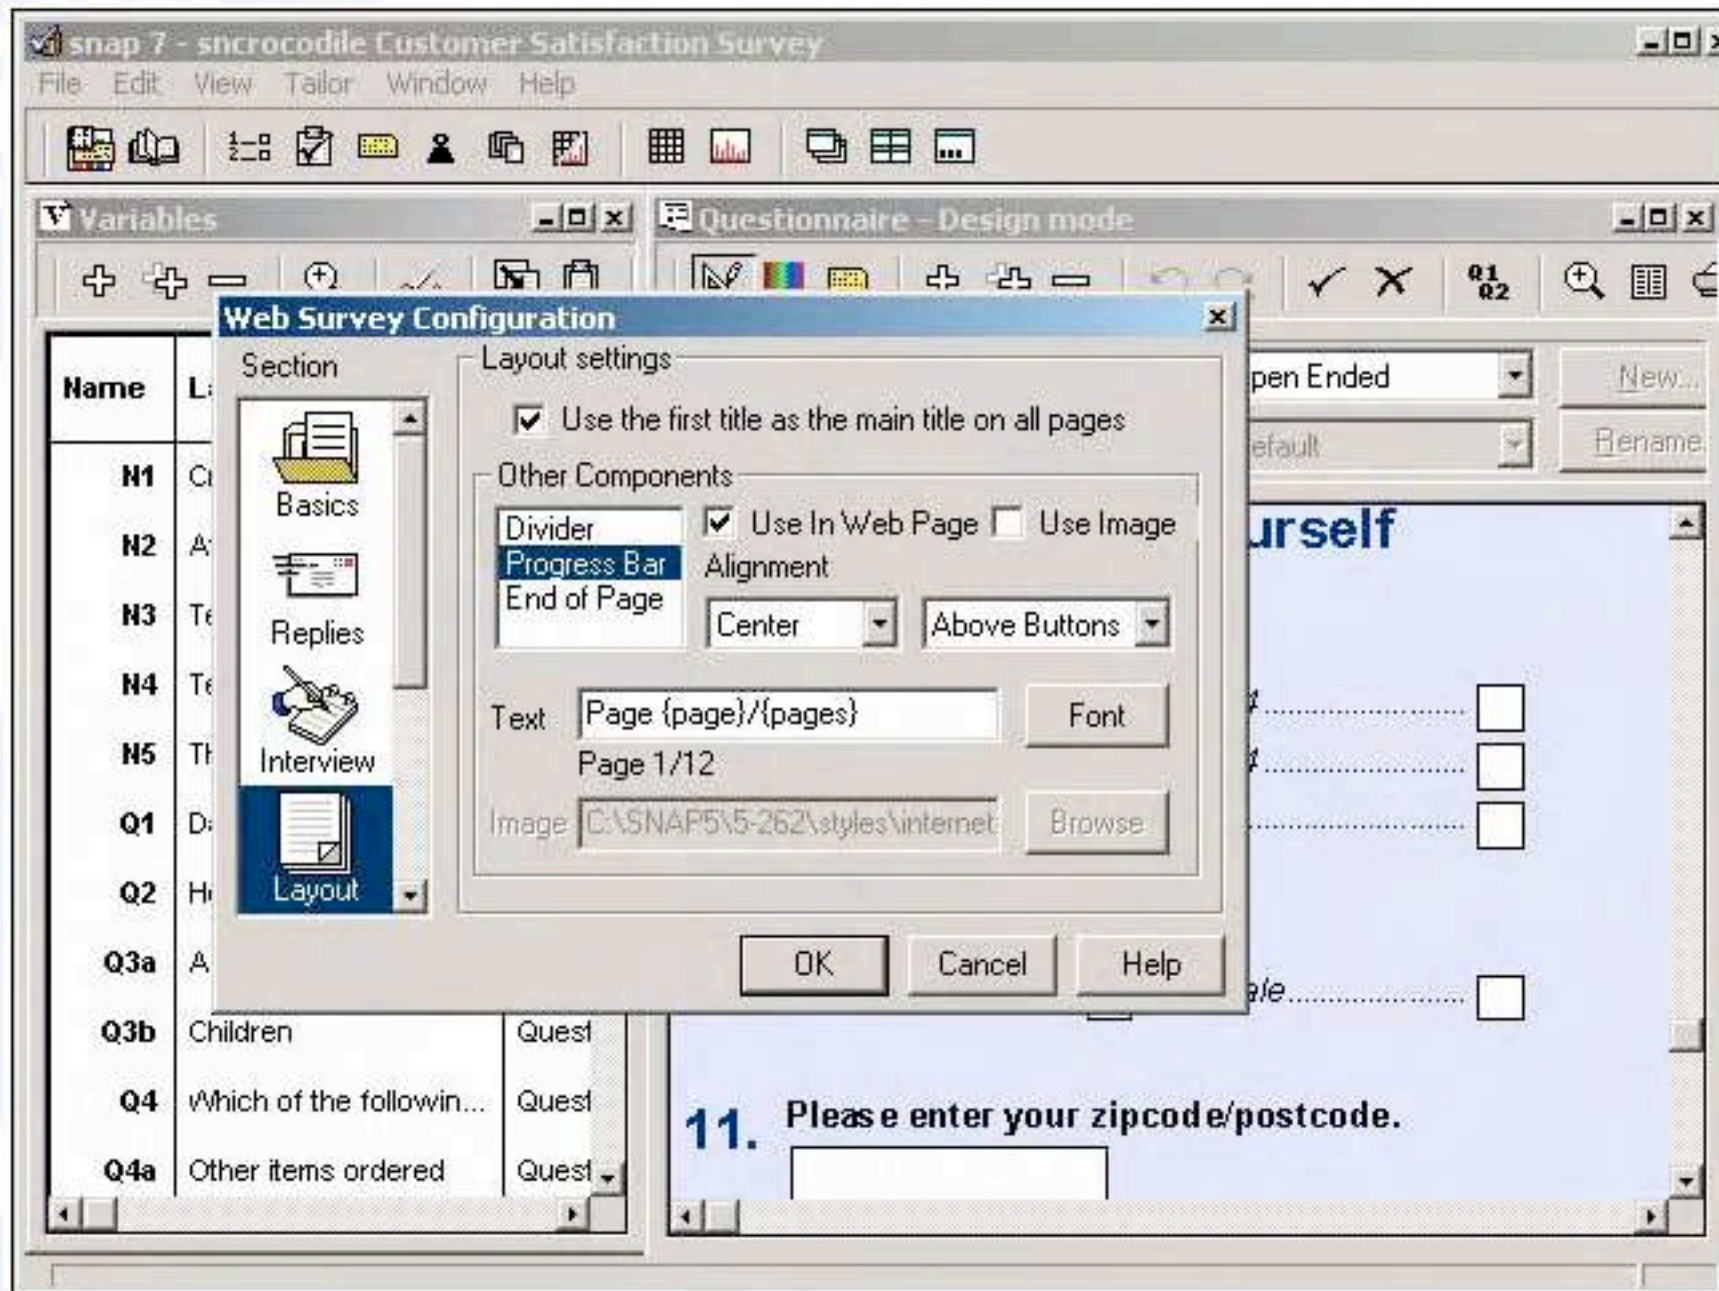 snap 7 - sncrocodile Customer Satisfaction Survey
File Edit View Tailor Window Help
Variables
Questionnaire - Design mode
Q1
Q2
Web Survey Configuration
Section
Basics
Replies
Interview
Layout
Layout settings
Use the first title as the main title on all pages
Other Components
Divider
Progress Bar
End of Page
Use In Web Page
Use Image
Alignment
Center
Above Buttons
Text
Page {page}/{pages}
Font
Page 1/12
Image
C:\SNAP5\5-262\styles\internet
Browse
OK
Cancel
Help
pen Ended
New...
efault
Rename
Name
N1
N2
N3
N4
N5
Q1
Q2
Q3a A
Q3b Children Quest
Q4 Which of the followin... Quest
Q4a Other items ordered Quest
urself
ale
11. Please enter your zipcode/postcode.